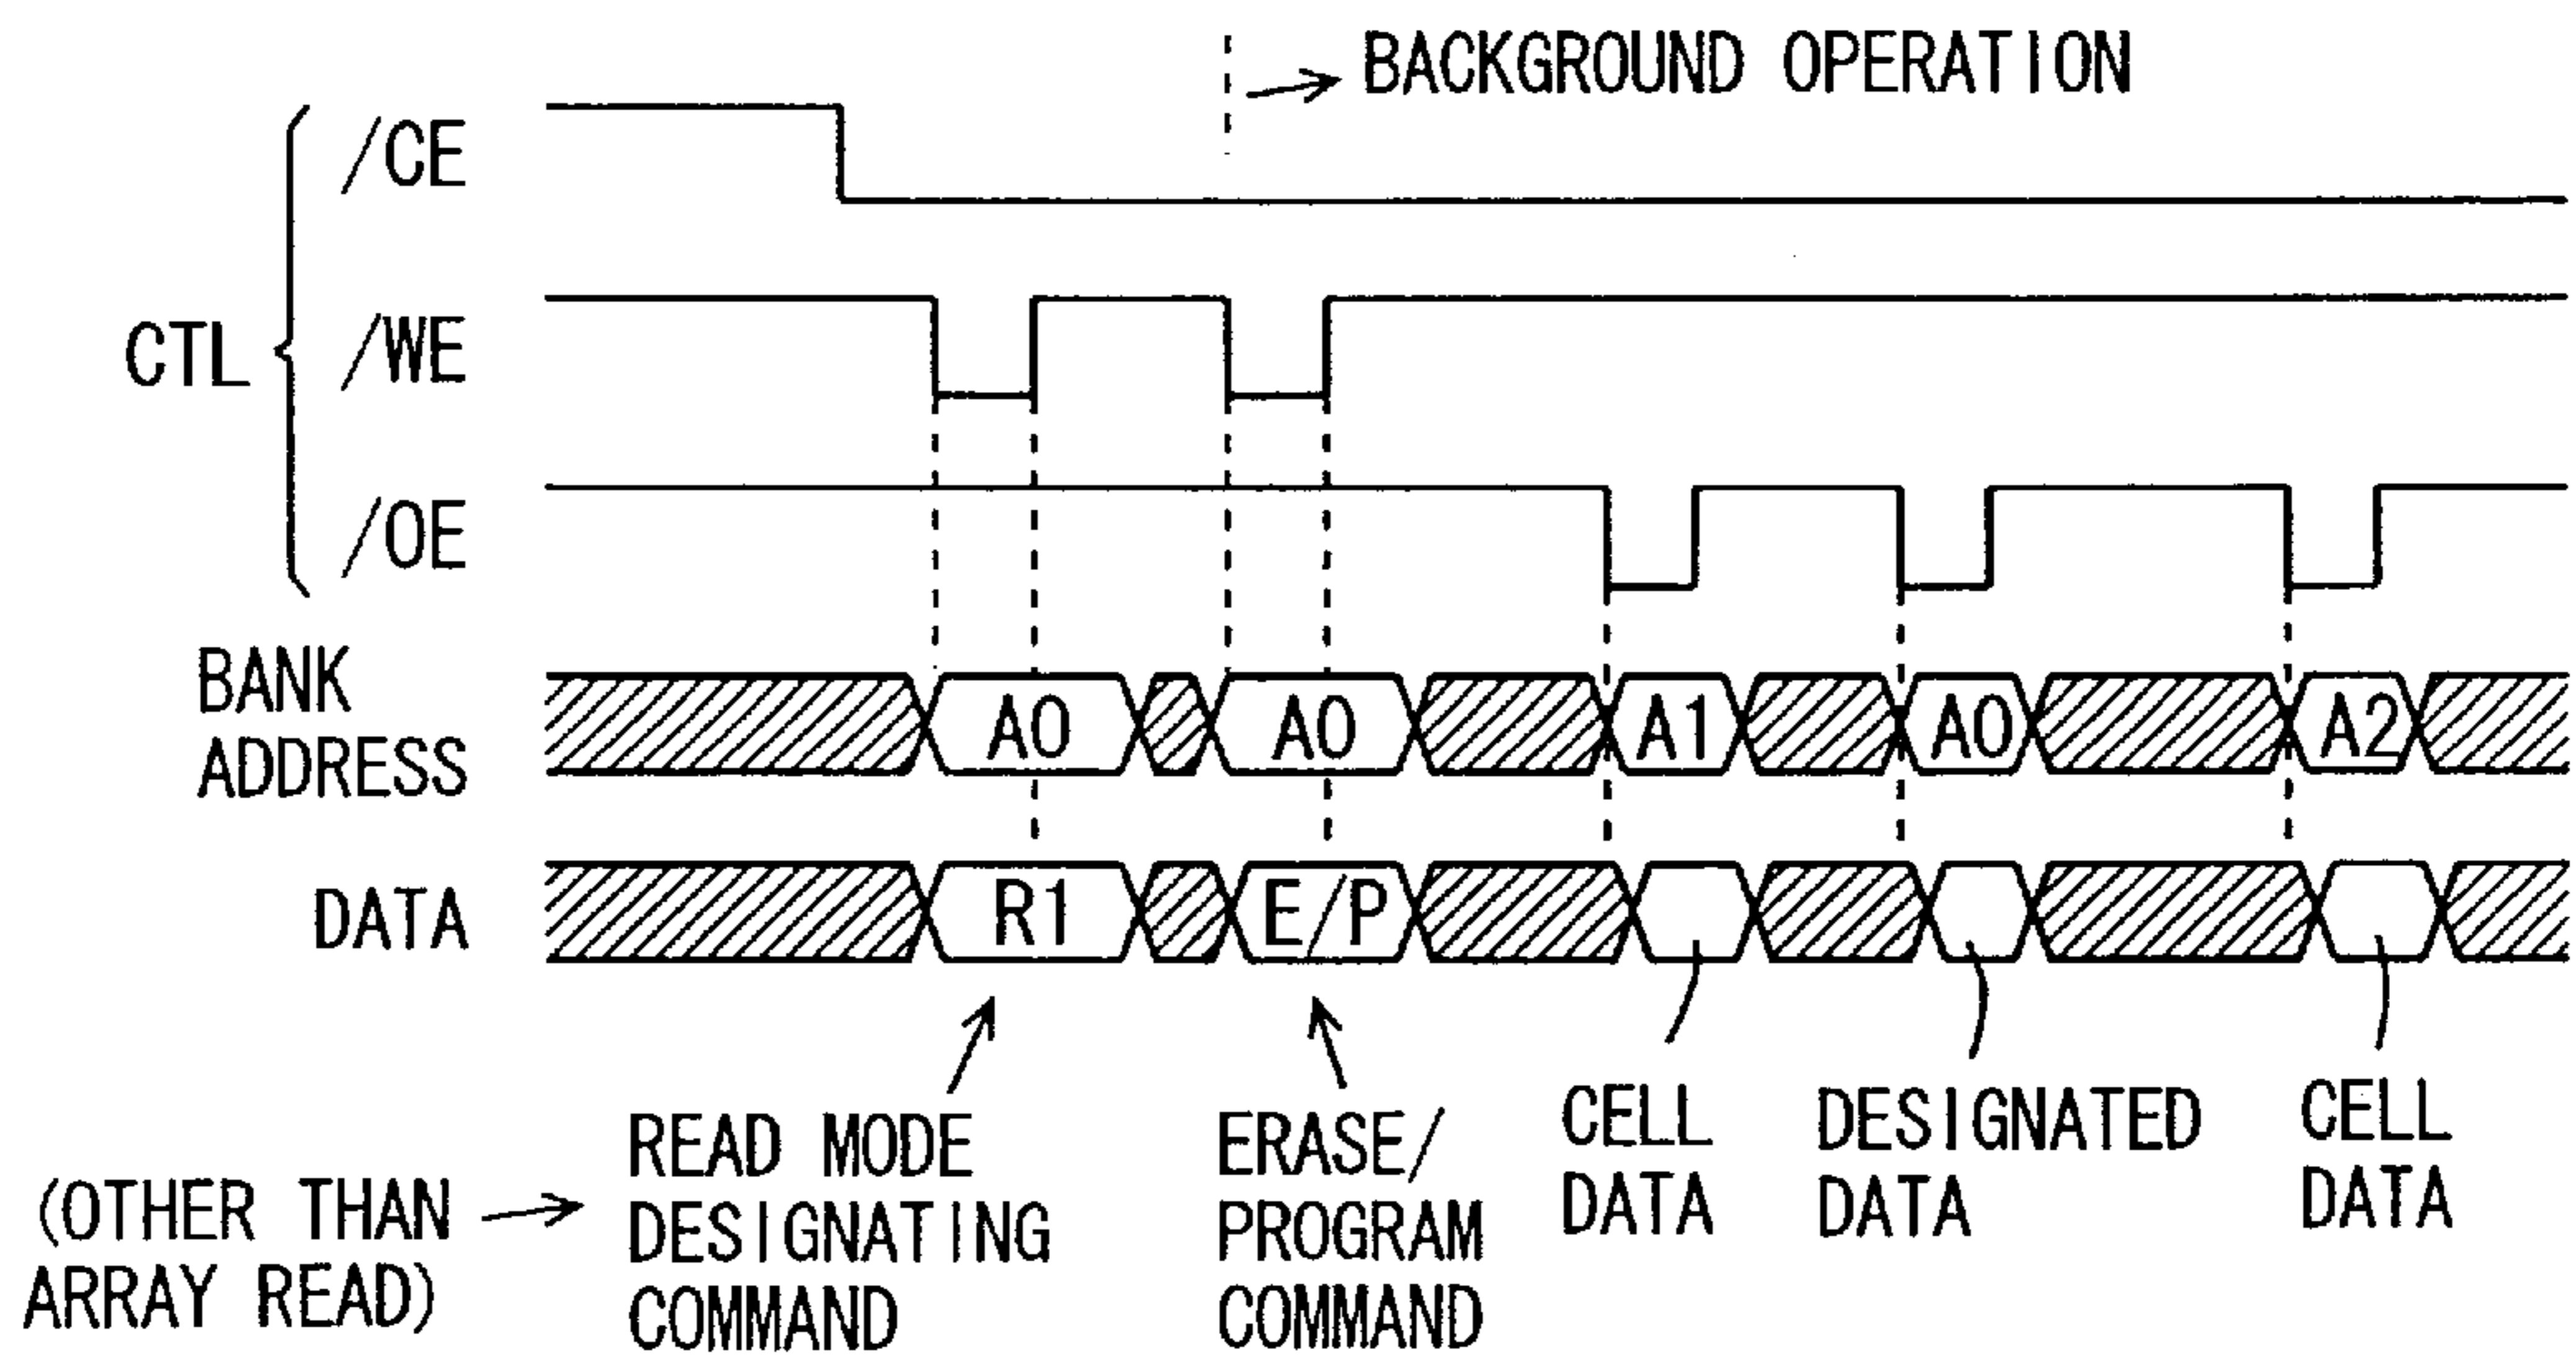 BACKGROUND OPERATION
/CE
CTL
/WE
/OE
BANK
ADDRESS
A0
A0
A1
A0
A2
DATA
R1
E/P
(OTHER THAN
ARRAY READ)
READ MODE
DESIGNATING
COMMAND
ERASE/
PROGRAM
COMMAND
CELL
DATA
DESIGNATED
DATA
CELL
DATA